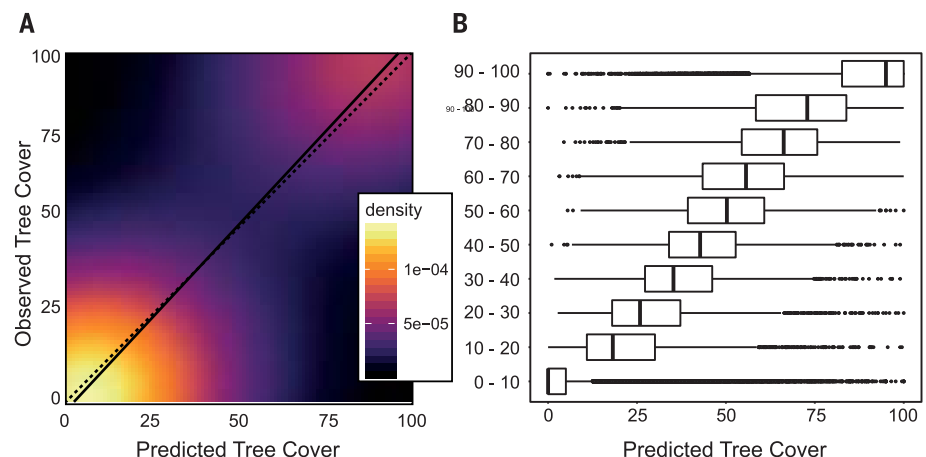 A
100
75
50
25
0
Observed Tree Cover
0
25
50
75
100
Predicted Tree Cover
density
1e−04
5e−05
B
90 - 100
80 - 90
70 - 80
60 - 70
50 - 60
40 - 50
30 - 40
20 - 30
10 - 20
0 - 10
0
25
50
75
100
Predicted Tree Cover